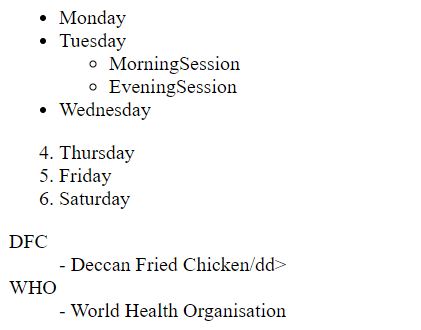 • Monday
• Tuesday
◦ MorningSession
◦ EveningSession
• Wednesday
4. Thursday
5. Friday
6. Saturday
DFC
- Deccan Fried Chicken/dd>
WHO
- World Health Organisation